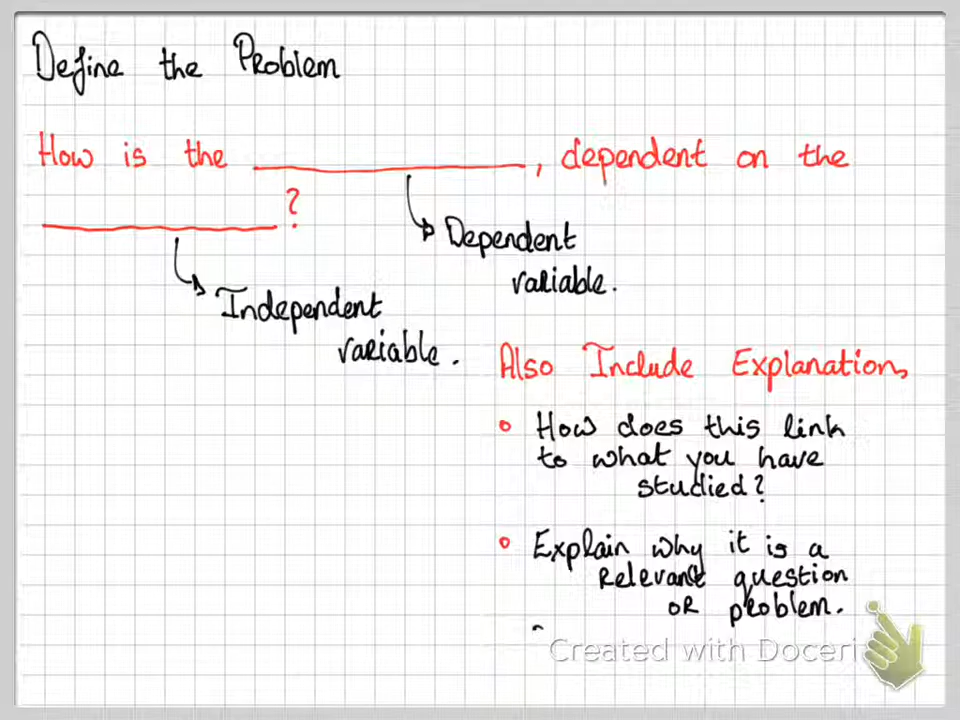 Define the Problem
How is the ____________, dependent on the
____________?
Dependent
variable.
Independent
variable.
Also Include Explanation,
• How does this link
to what you have
studied?
• Explain why it is a
relevant question
or problem.
Created with Doceri